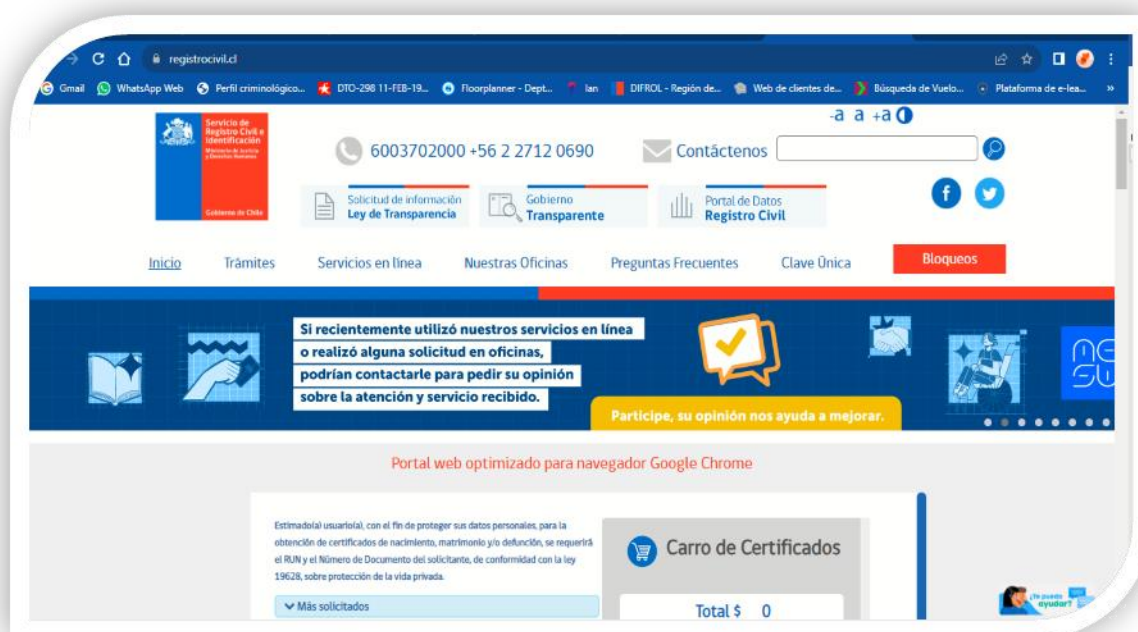 registrocivil.cl
Gmail
WhatsApp Web
Perfil criminológico...
DTO-298 11-FEB-19...
Floorplanner - Dept...
Ian
DIFROL - Región de...
Web de clientes de...
Búsqueda de Vuelo...
Plataforma de e-lea...
»
-a a +a
Servicio de
Registro Civil e
Identificación
Ministerio de Justicia
y Derechos Humanos
Gobierno de Chile
6003702000 +56 2 2712 0690
Contáctenos
Solicitud de información
Ley de Transparencia
Gobierno
Transparente
Portal de Datos
Registro Civil
Inicio
Trámites
Servicios en línea
Nuestras Oficinas
Preguntas Frecuentes
Clave Única
Bloqueos
Si recientemente utilizó nuestros servicios en línea
o realizó alguna solicitud en oficinas,
podrían contactarle para pedir su opinión
sobre la atención y servicio recibido.
Participe, su opinión nos ayuda a mejorar.
Portal web optimizado para navegador Google Chrome
Estimado(a) usuario(a), con el fin de proteger sus datos personales, para la
obtención de certificados de nacimiento, matrimonio y/o defunción, se requerirá
el RUN y el Número de Documento del solicitante, de conformidad con la ley
19628, sobre protección de la vida privada.
Más solicitados
Carro de Certificados
Total $ 0
¿Te puedo
ayudar?